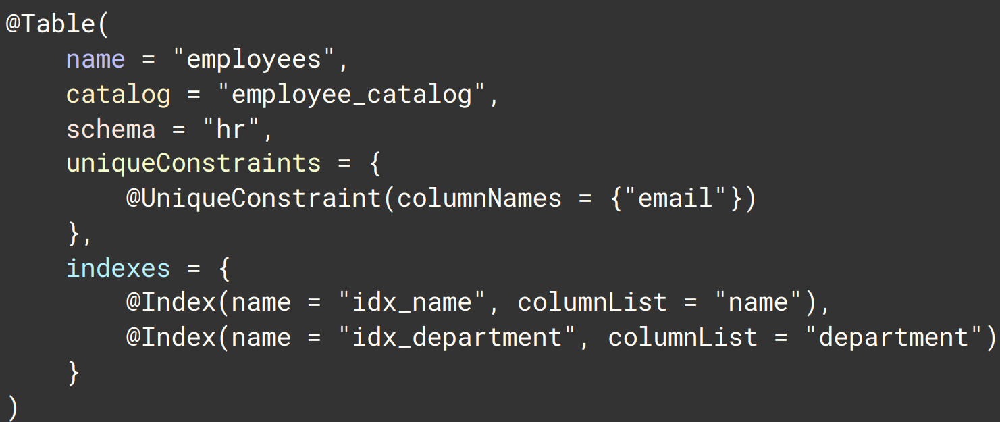 @Table(
    name = "employees",
    catalog = "employee_catalog",
    schema = "hr",
    uniqueConstraints = {
        @UniqueConstraint(columnNames = {"email"})
    },
    indexes = {
        @Index(name = "idx_name", columnList = "name"),
        @Index(name = "idx_department", columnList = "department")
    }
)